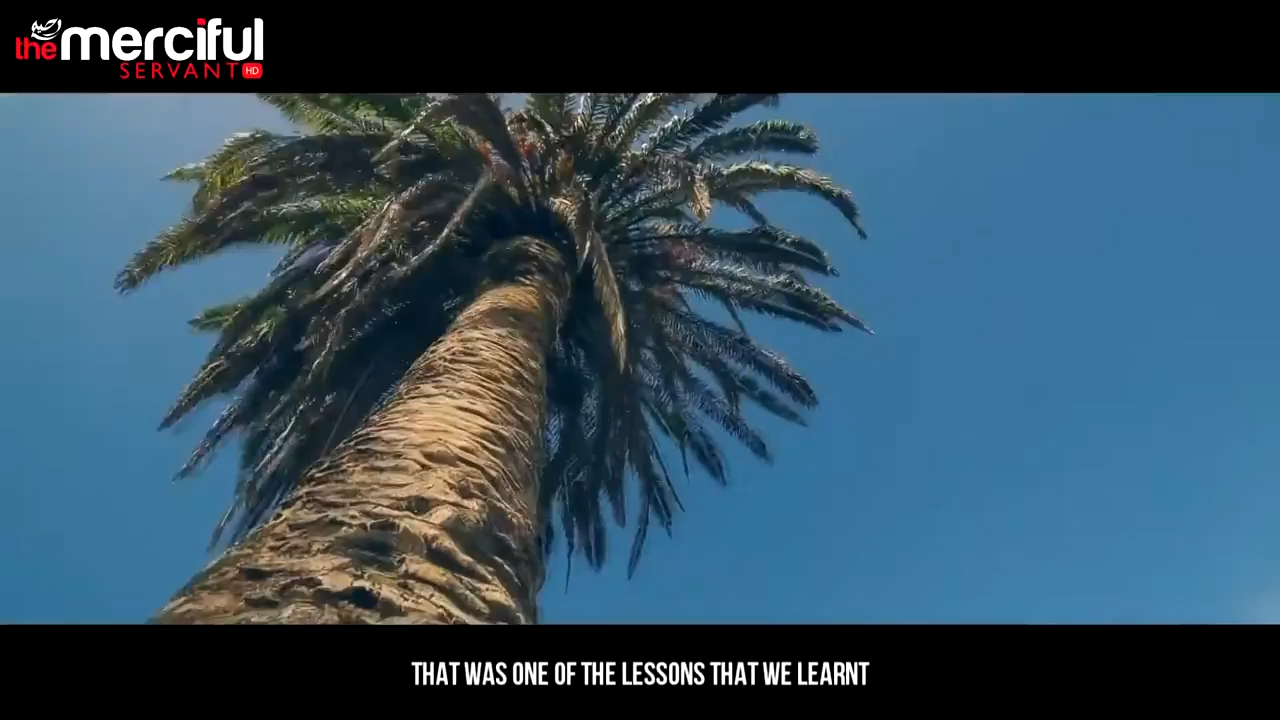 the merciful
SERVANT HD
THAT WAS ONE OF THE LESSONS THAT WE LEARNT